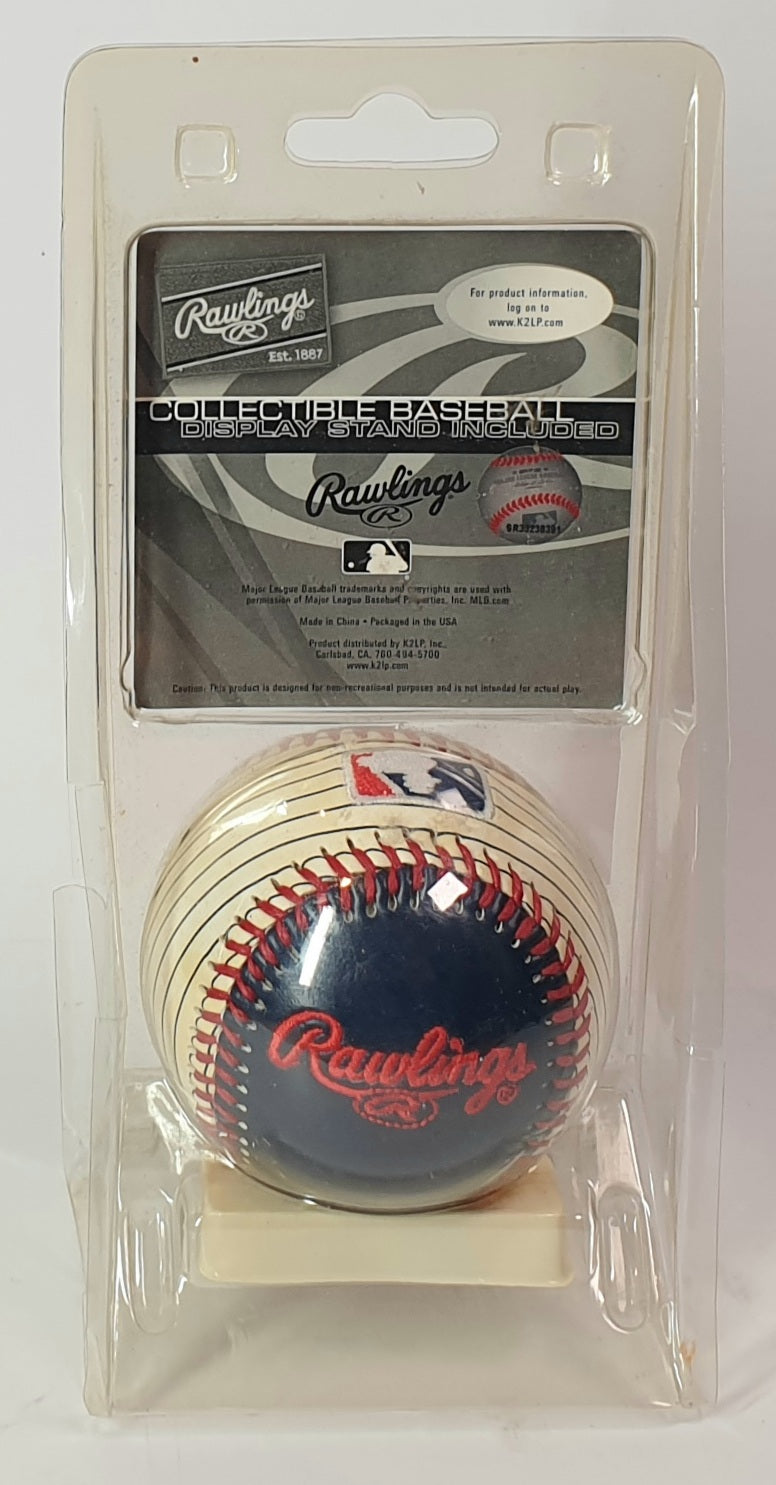 Rawlings®
R
Est. 1887
For product information,
log on to
www.K2LP.com
COLLECTIBLE BASEBALL
DISPLAY STAND INCLUDED
Rawlings
R
Major League Baseball trademarks and copyrights are used with
permission of Major League Baseball Properties, Inc. MLB.com
Made in China • Packaged in the USA
Product distributed by K2LP, Inc.,
Carlsbad, CA, 760-494-5700
www.k2lp.com
Caution: This product is designed for non-recreational purposes and is not intended for actual play.
Rawlings®
R